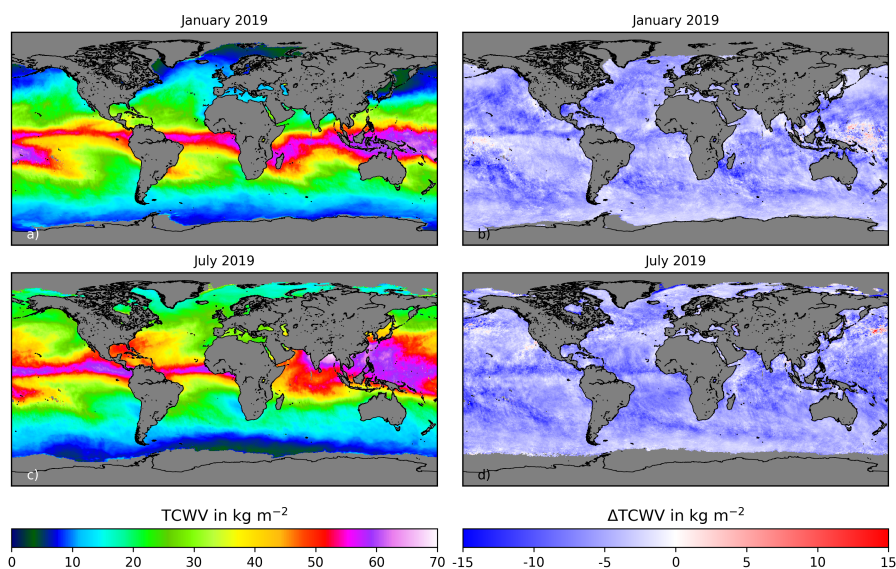 January 2019
January 2019
a)
b)
July 2019
July 2019
c)
d)
TCWV in kg m⁻²
ΔTCWV in kg m⁻²
0 10 20 30 40 50 60 70
-15 -10 -5 0 5 10 15